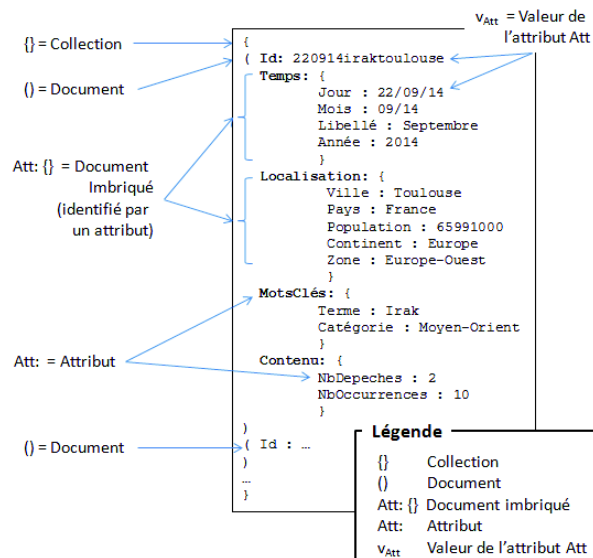 v_Att = Valeur de
l'attribut Att
{} = Collection
() = Document
Att: {} = Document
Imbriqué
(identifié par
un attribut)
Att: = Attribut
() = Document
{
( Id: 220914iraktoulouse
Temps: {
Jour : 22/09/14
Mois : 09/14
Libellé : Septembre
Année : 2014
}
Localisation: {
Ville : Toulouse
Pays : France
Population : 65991000
Continent : Europe
Zone : Europe-Ouest
}
MotsClés: {
Terme : Irak
Catégorie : Moyen-Orient
}
Contenu: {
NbDepeches : 2
NbOccurrences : 10
}
)
( Id : …
)
…
}
Légende
{} Collection
() Document
Att: {} Document imbriqué
Att: Attribut
v_Att Valeur de l'attribut Att